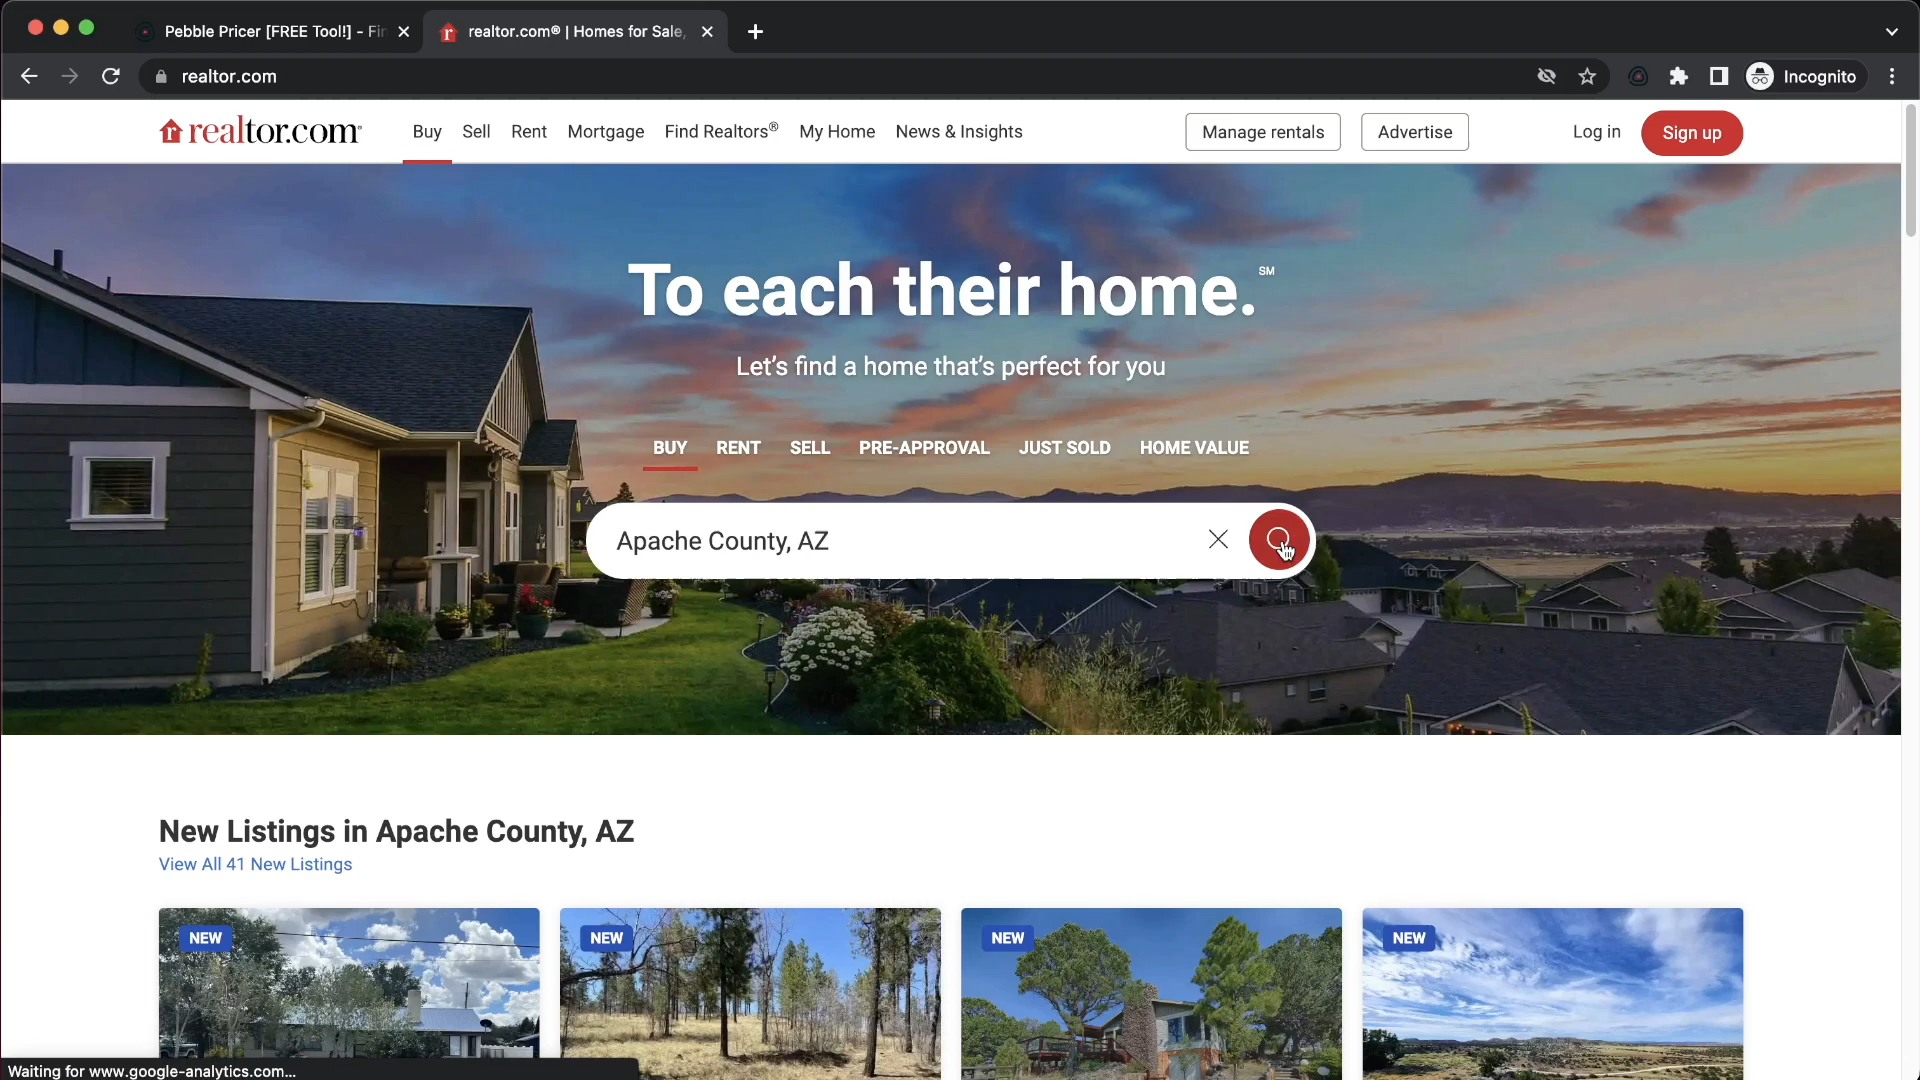 Pebble Pricer [FREE Tool!] - Fir
realtor.com® | Homes for Sale,
realtor.com
Incognito
realtor.com
Buy Sell Rent Mortgage Find Realtors® My Home News & Insights Manage rentals Advertise Log in Sign up
To each their home.℠
Let’s find a home that’s perfect for you
BUY RENT SELL PRE-APPROVAL JUST SOLD HOME VALUE
Apache County, AZ
New Listings in Apache County, AZ
View All 41 New Listings
NEW NEW NEW NEW
Waiting for www.google-analytics.com...